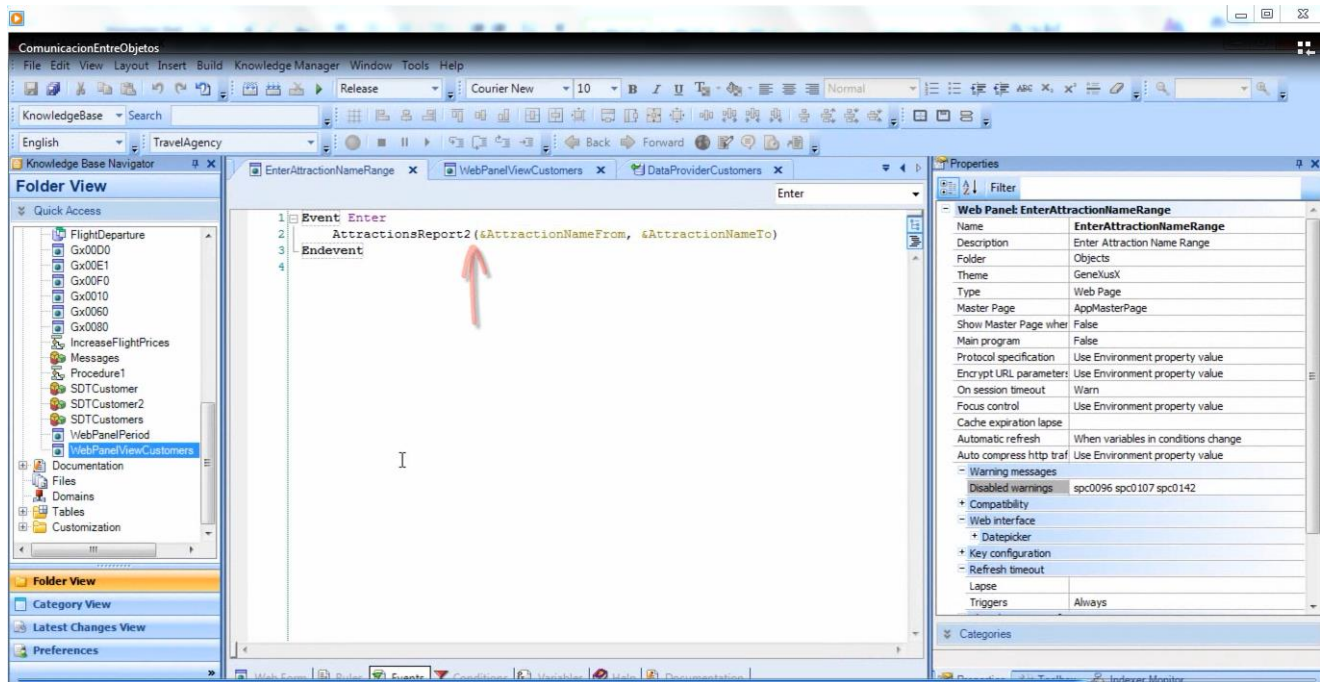 ComunicacionEntreObjetos
File Edit View Layout Insert Build Knowledge Manager Window Tools Help
Release Courier New 10 B I U Normal
KnowledgeBase Search
English TravelAgency Back Forward
Knowledge Base Navigator
Folder View
Quick Access
FlightDeparture
Gx00D0
Gx00E1
Gx00F0
Gx0010
Gx0060
Gx0080
IncreaseFlightPrices
Messages
Procedure1
SDTCustomer
SDTCustomer2
SDTCustomers
WebPanelPeriod
WebPanelViewCustomers
Documentation
Files
Domains
Tables
Customization
Folder View
Category View
Latest Changes View
Preferences
EnterAttractionNameRange WebPanelViewCustomers DataProviderCustomers
Enter
1 Event Enter
2 AttractionsReport2(&AttractionNameFrom, &AttractionNameTo)
3 Endevent
4
Web Form Rules Events Conditions Variables Help Documentation
Properties
Filter
Web Panel: EnterAttractionNameRange
Name EnterAttractionNameRange
Description Enter Attraction Name Range
Folder Objects
Theme GeneXusX
Type Web Page
Master Page AppMasterPage
Show Master Page wher False
Main program False
Protocol specification Use Environment property value
Encrypt URL parameters Use Environment property value
On session timeout Warn
Focus control Use Environment property value
Cache expiration lapse
Automatic refresh When variables in conditions change
Auto compress http traf Use Environment property value
Warning messages
Disabled warnings spc0096 spc0107 spc0142
Compatibility
Web interface
Datepicker
Key configuration
Refresh timeout
Lapse
Triggers Always
Categories
Properties Toolbox Indexer Monitor